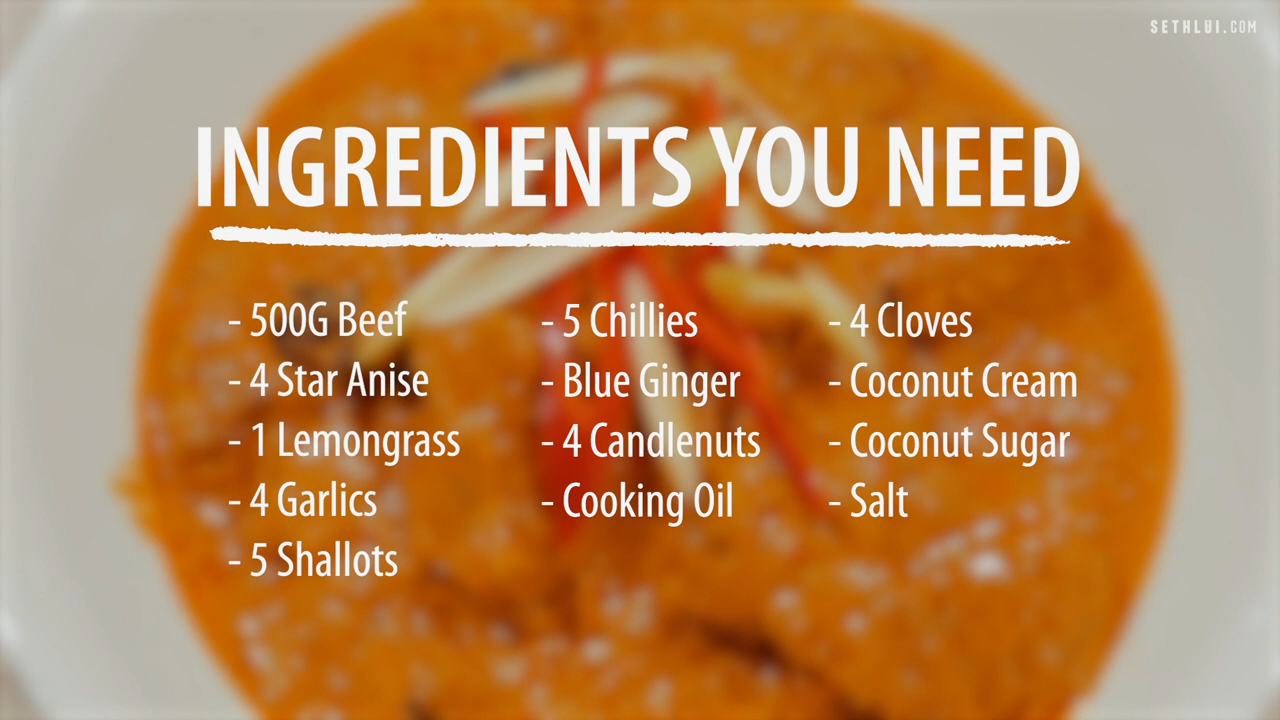 SETHLUI.COM
INGREDIENTS YOU NEED
- 500G Beef
- 4 Star Anise
- 1 Lemongrass
- 4 Garlics
- 5 Shallots
- 5 Chillies
- Blue Ginger
- 4 Candlenuts
- Cooking Oil
- 4 Cloves
- Coconut Cream
- Coconut Sugar
- Salt